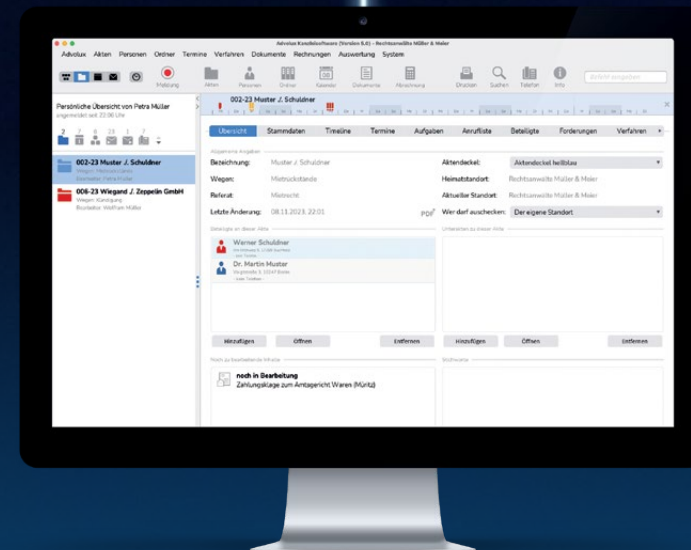 Advolux Kanzleisoftware (Version 5.0) - Rechtsanwälte Müller & Meier
Advolux Akten Personen Ordner Termine Verfahren Dokumente Rechnungen Auswertung System
Meldung Akten Personen Ordner Kalender Dokumente Abrechnung Drucken Suchen Telefon Info Befehl eingeben
Persönliche Übersicht von Petra Müller
angemeldet seit 22:00 Uhr
2 7 8 23 1 7
002-23 Muster J. Schuldner
Wegen: Mietrückstände
Bearbeiter: Petra Müller
006-23 Wiegand J. Zeppelin GmbH
Wegen: Kündigung
Bearbeiter: Wolfram Müller
002-23 Muster J. Schuldner
Übersicht Stammdaten Timeline Termine Aufgaben Anrufliste Beteiligte Forderungen Verfahren
Allgemeine Angaben
Bezeichnung: Muster J. Schuldner
Wegen: Mietrückstände
Referat: Mietrecht
Letzte Änderung: 08.11.2023, 22:01 PDF
Aktendeckel: Aktendeckel hellblau
Heimatstandort: Rechtsanwälte Müller & Meier
Aktueller Standort: Rechtsanwälte Müller & Meier
Wer darf auschecken: Der eigene Standort
Beteiligte an dieser Akte
Werner Schuldner
Dr. Martin Muster
Hinzufügen Öffnen Entfernen
Unterakten zu dieser Akte
Hinzufügen Öffnen Entfernen
Noch zu bearbeitende Inhalte
noch in Bearbeitung
Zahlungsklage zum Amtsgericht Waren (Müritz)
Stichworte